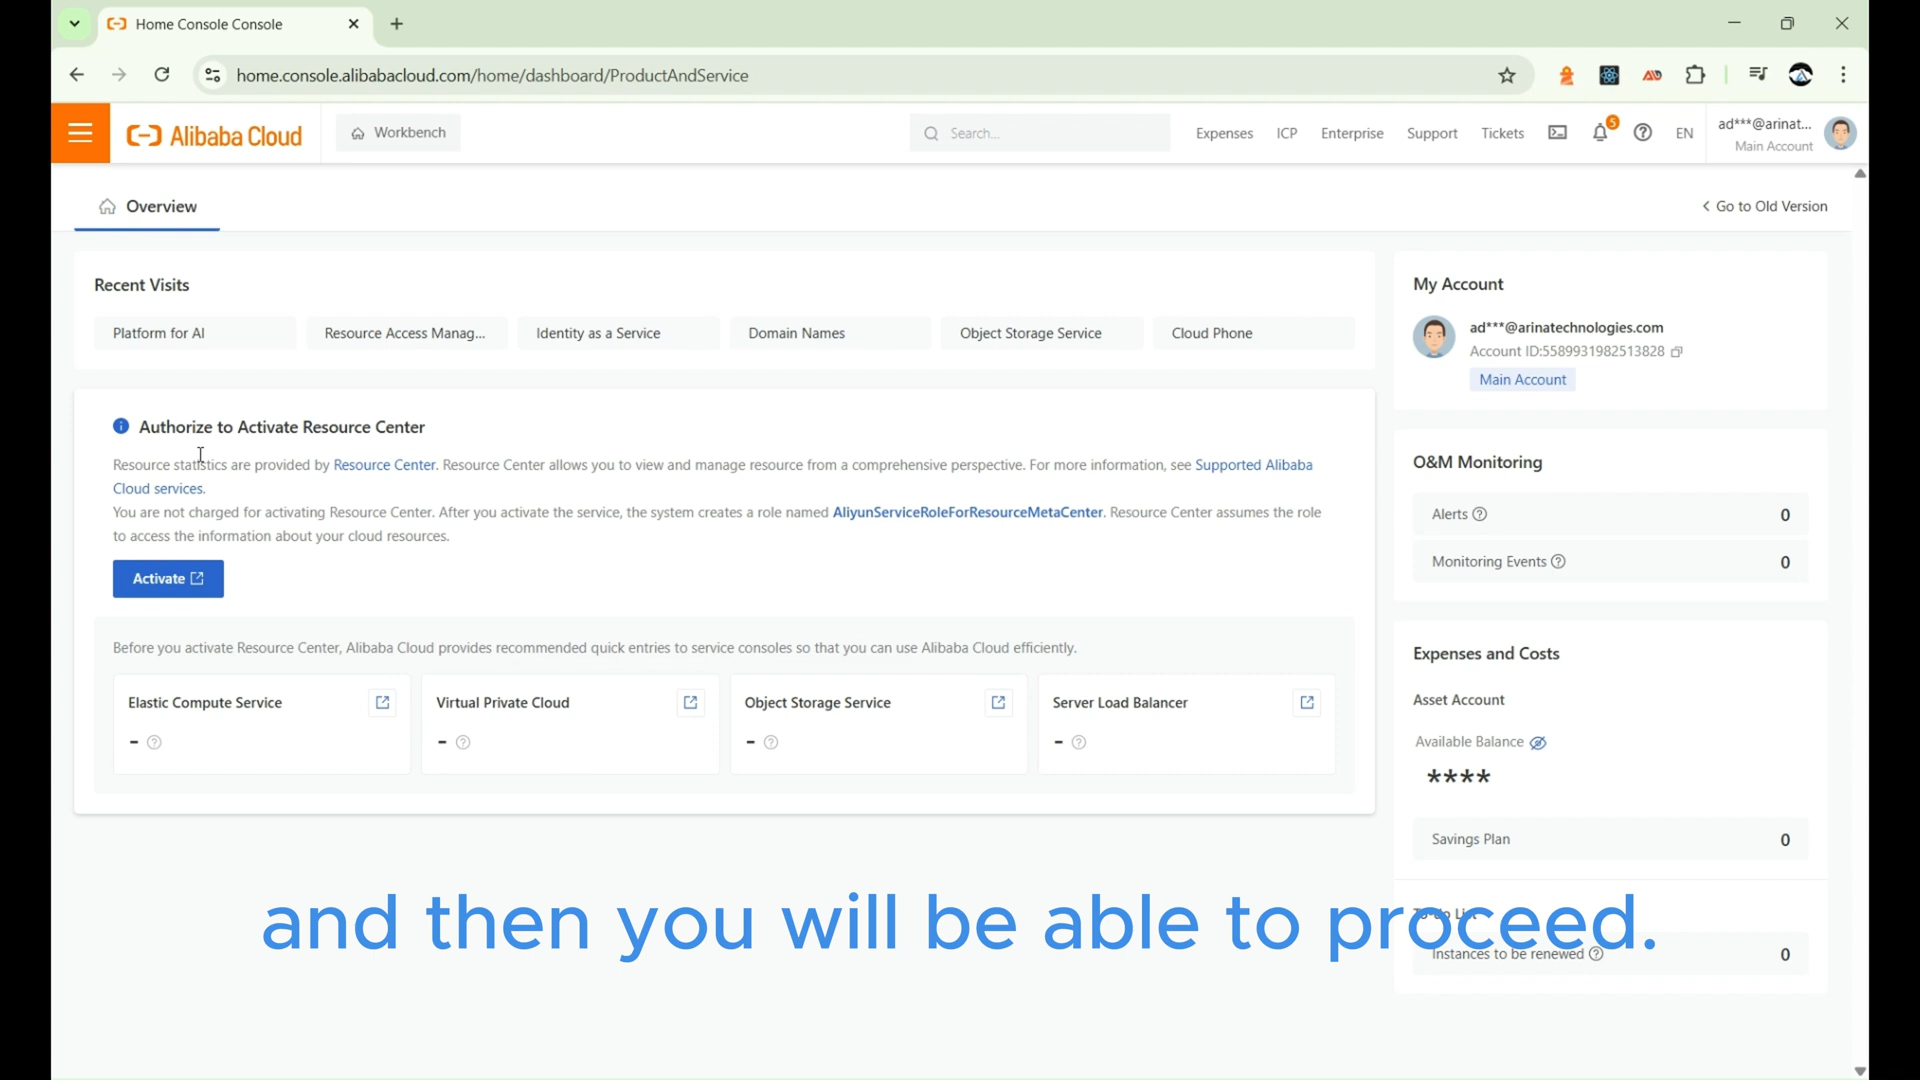 Home Console Console
home.console.alibabacloud.com/home/dashboard/ProductAndService
Alibaba Cloud
Workbench
Search...
Expenses
ICP
Enterprise
Support
Tickets
5
EN
ad***@arinat...
Main Account
Overview
Go to Old Version
Recent Visits
Platform for AI
Resource Access Manag...
Identity as a Service
Domain Names
Object Storage Service
Cloud Phone
Authorize to Activate Resource Center
Resource statistics are provided by Resource Center. Resource Center allows you to view and manage resource from a comprehensive perspective. For more information, see Supported Alibaba
Cloud services.
You are not charged for activating Resource Center. After you activate the service, the system creates a role named AliyunServiceRoleForResourceMetaCenter. Resource Center assumes the role
to access the information about your cloud resources.
Activate
Before you activate Resource Center, Alibaba Cloud provides recommended quick entries to service consoles so that you can use Alibaba Cloud efficiently.
Elastic Compute Service
-
Virtual Private Cloud
-
Object Storage Service
-
Server Load Balancer
-
My Account
ad***@arinatechnologies.com
Account ID:5589931982513828
Main Account
O&M Monitoring
Alerts 0
Monitoring Events 0
Expenses and Costs
Asset Account
Available Balance
****
Savings Plan 0
To-do List
Instances to be renewed 0
and then you will be able to proceed.